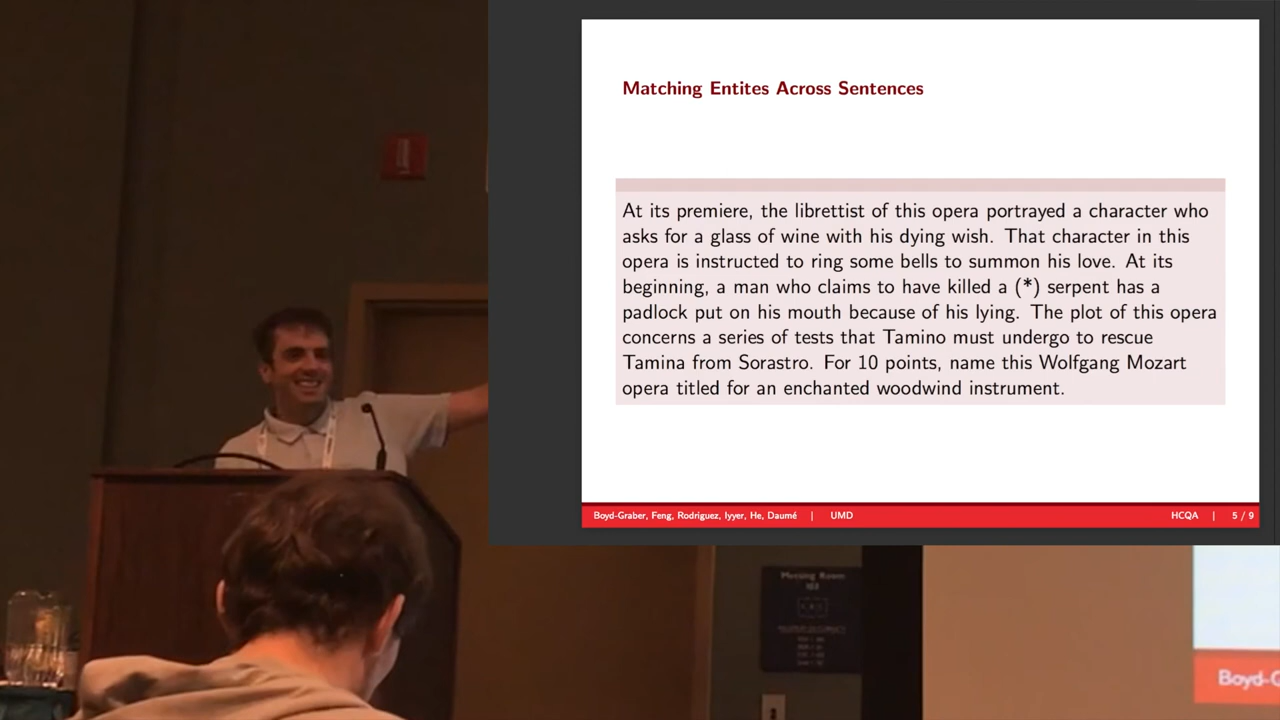 Matching Entites Across Sentences
At its premiere, the librettist of this opera portrayed a character who
asks for a glass of wine with his dying wish. That character in this
opera is instructed to ring some bells to summon his love. At its
beginning, a man who claims to have killed a (*) serpent has a
padlock put on his mouth because of his lying. The plot of this opera
concerns a series of tests that Tamino must undergo to rescue
Tamina from Sorastro. For 10 points, name this Wolfgang Mozart
opera titled for an enchanted woodwind instrument.
Boyd-Graber, Feng, Rodriguez, Iyyer, He, Daumé | UMD HCQA | 5 / 9
Meeting Room
Boyd-G